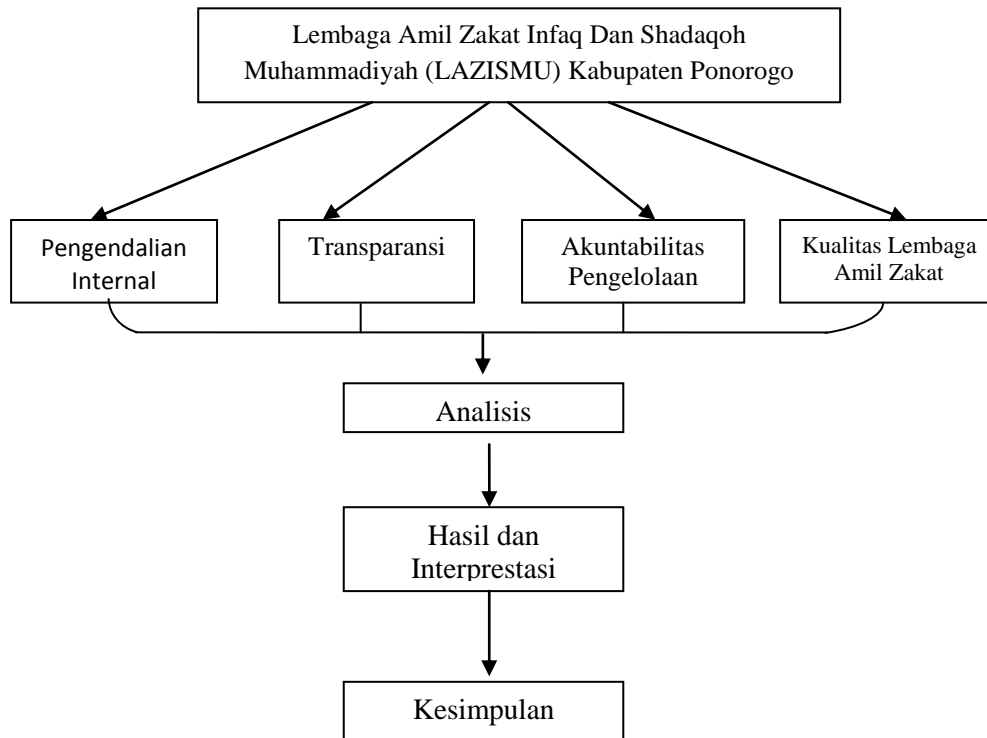 Lembaga Amil Zakat Infaq Dan Shadaqoh
Muhammadiyah (LAZISMU) Kabupaten Ponorogo
Pengendalian
Internal
Transparansi
Akuntabilitas
Pengelolaan
Kualitas Lembaga
Amil Zakat
Analisis
Hasil dan
Interprestasi
Kesimpulan